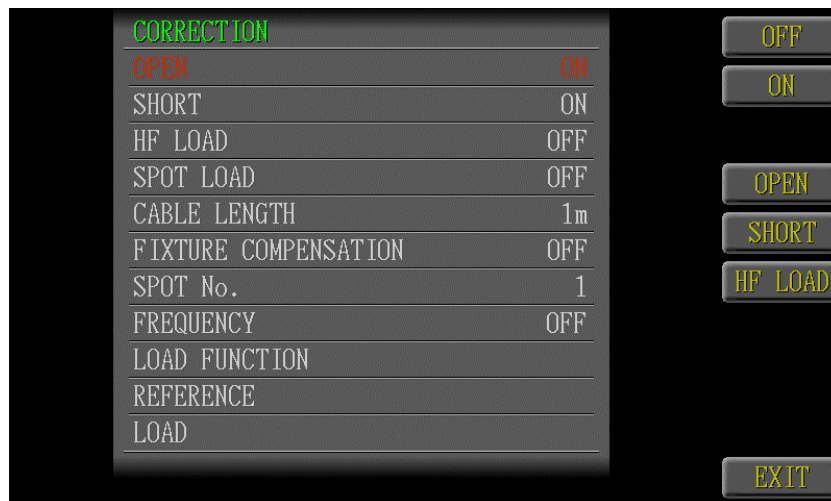 CORRECTION
OPEN ON
SHORT ON
HF LOAD OFF
SPOT LOAD OFF
CABLE LENGTH 1m
FIXTURE COMPENSATION OFF
SPOT No. 1
FREQUENCY OFF
LOAD FUNCTION
REFERENCE
LOAD
OFF
ON
OPEN
SHORT
HF LOAD
EXIT